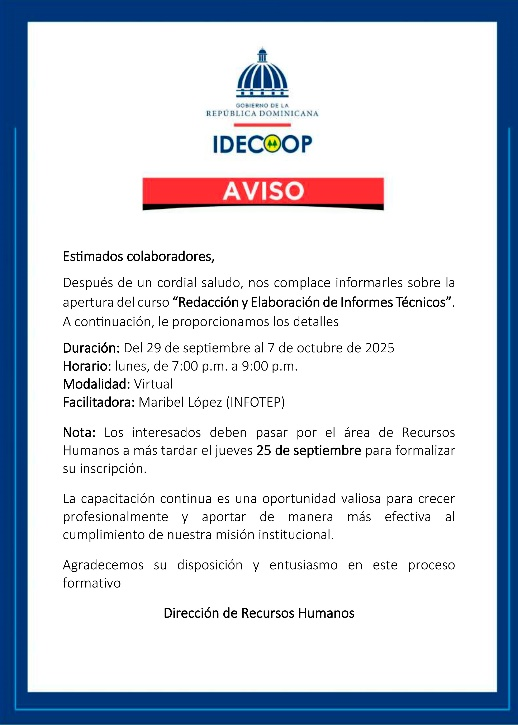 GOBIERNO DE LA
REPÚBLICA DOMINICANA
IDECOOP
AVISO
Estimados colaboradores,
Después de un cordial saludo, nos complace informarles sobre la
apertura del curso “Redacción y Elaboración de Informes Técnicos”.
A continuación, le proporcionamos los detalles
Duración: Del 29 de septiembre al 7 de octubre de 2025
Horario: lunes, de 7:00 p.m. a 9:00 p.m.
Modalidad: Virtual
Facilitadora: Maribel López (INFOTEP)
Nota: Los interesados deben pasar por el área de Recursos
Humanos a más tardar el jueves 25 de septiembre para formalizar
su inscripción.
La capacitación continua es una oportunidad valiosa para crecer
profesionalmente y aportar de manera más efectiva al
cumplimiento de nuestra misión institucional.
Agradecemos su disposición y entusiasmo en este proceso
formativo
Dirección de Recursos Humanos